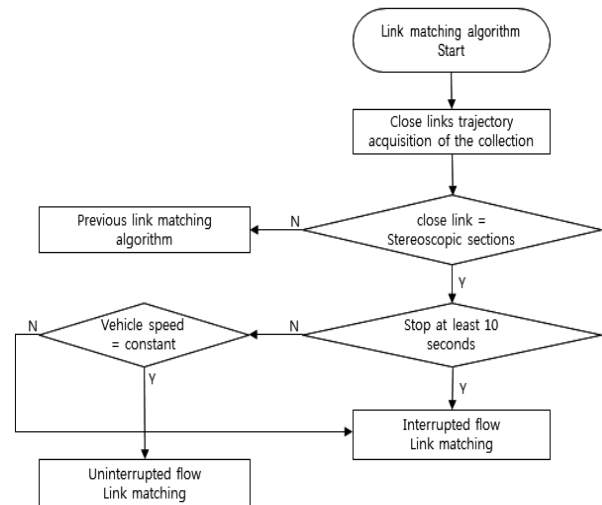 Link matching algorithm
Start
Close links trajectory
acquisition of the collection
Previous link matching
algorithm
N
close link =
Stereoscopic sections
Y
N
Vehicle speed
= constant
N
Stop at least 10
seconds
Y
Y
Interrupted flow
Link matching
Uninterrupted flow
Link matching